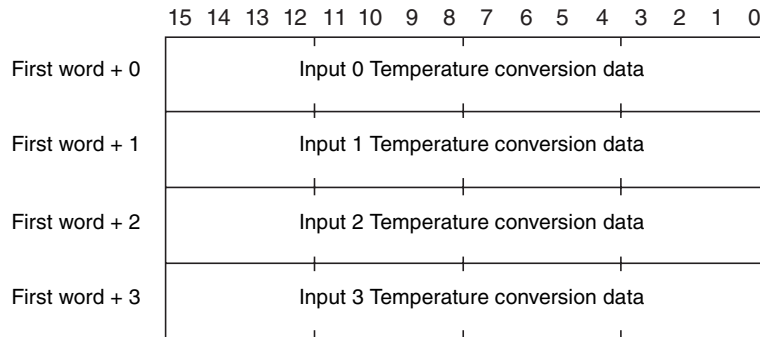 15 14 13 12 11 10 9 8 7 6 5 4 3 2 1 0
First word + 0 Input 0 Temperature conversion data
First word + 1 Input 1 Temperature conversion data
First word + 2 Input 2 Temperature conversion data
First word + 3 Input 3 Temperature conversion data